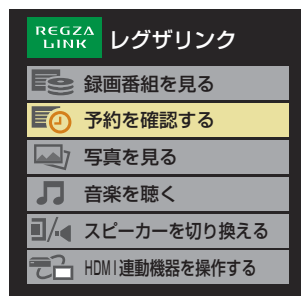 REGZA
LINK レグザリンク
録画番組を見る
予約を確認する
写真を見る
音楽を聴く
スピーカーを切り換える
HDMI連動機器を操作する